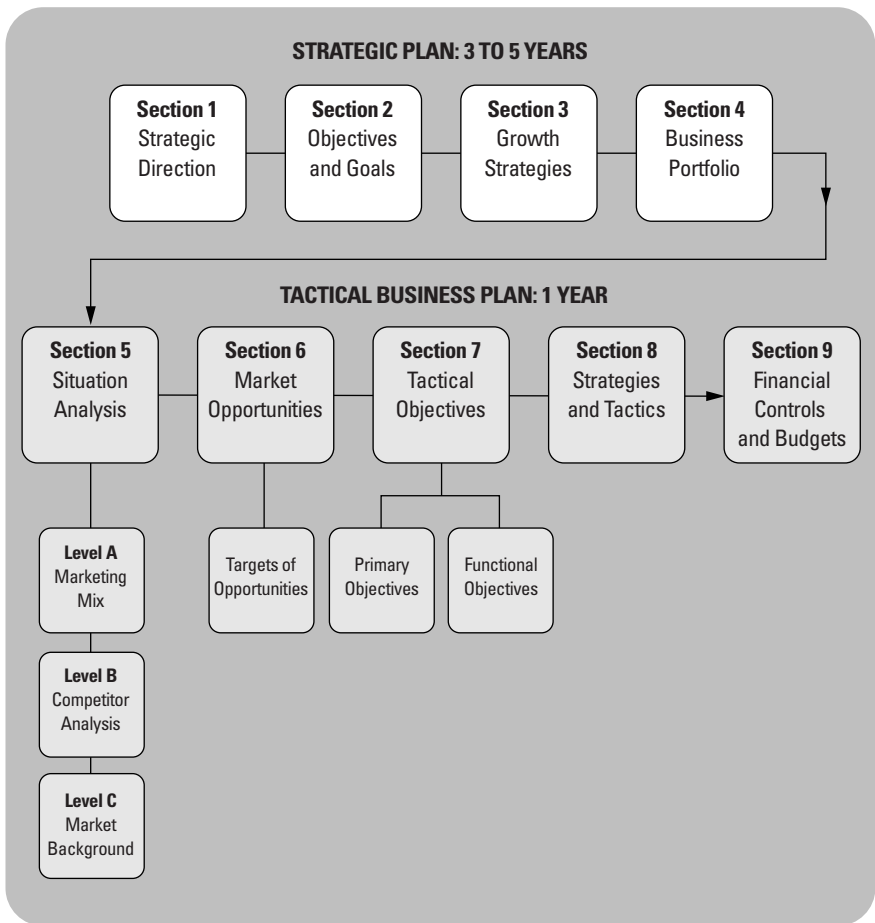 STRATEGIC PLAN: 3 TO 5 YEARS
Section 1
Strategic
Direction
Section 2
Objectives
and Goals
Section 3
Growth
Strategies
Section 4
Business
Portfolio
TACTICAL BUSINESS PLAN: 1 YEAR
Section 5
Situation
Analysis
Section 6
Market
Opportunities
Section 7
Tactical
Objectives
Section 8
Strategies
and Tactics
Section 9
Financial
Controls
and Budgets
Level A
Marketing
Mix
Level B
Competitor
Analysis
Level C
Market
Background
Targets of
Opportunities
Primary
Objectives
Functional
Objectives